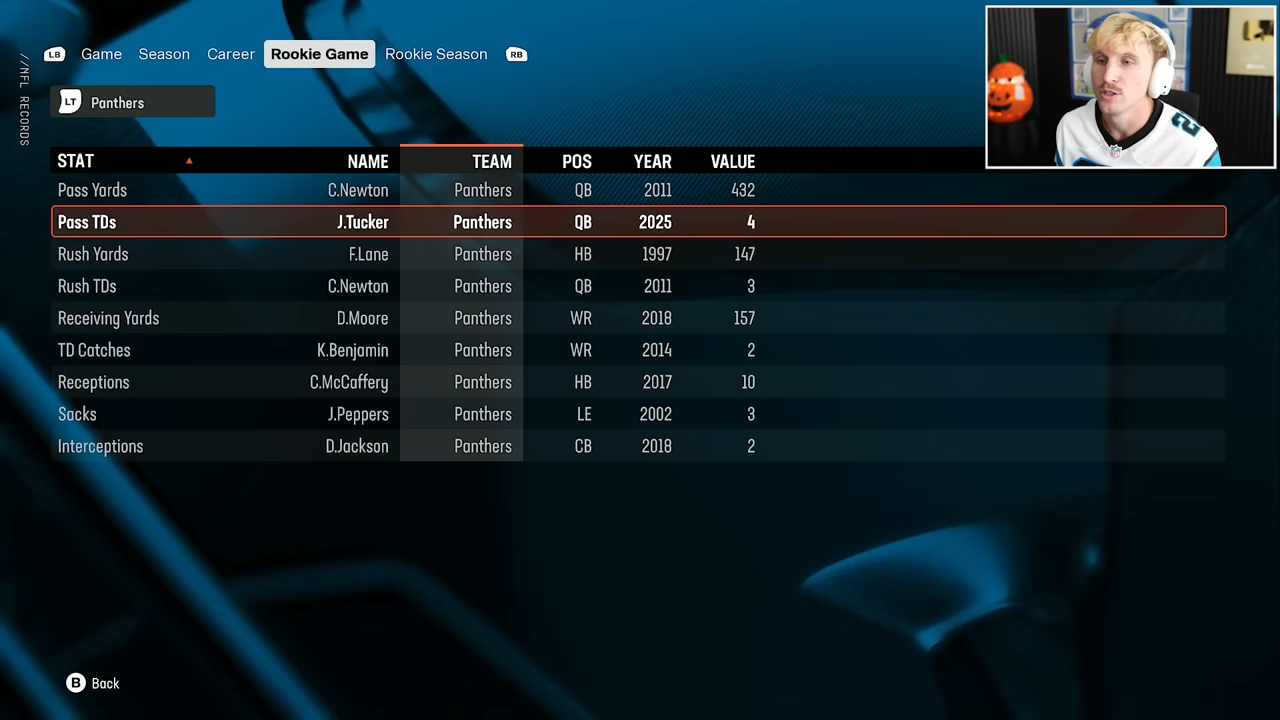 //NFL RECORDS
LB Game Season Career Rookie Game Rookie Season RB
LT Panthers
STAT NAME TEAM POS YEAR VALUE
Pass Yards C.Newton Panthers QB 2011 432
Pass TDs J.Tucker Panthers QB 2025 4
Rush Yards F.Lane Panthers HB 1997 147
Rush TDs C.Newton Panthers QB 2011 3
Receiving Yards D.Moore Panthers WR 2018 157
TD Catches K.Benjamin Panthers WR 2014 2
Receptions C.McCaffery Panthers HB 2017 10
Sacks J.Peppers Panthers LE 2002 3
Interceptions D.Jackson Panthers CB 2018 2
B Back
2